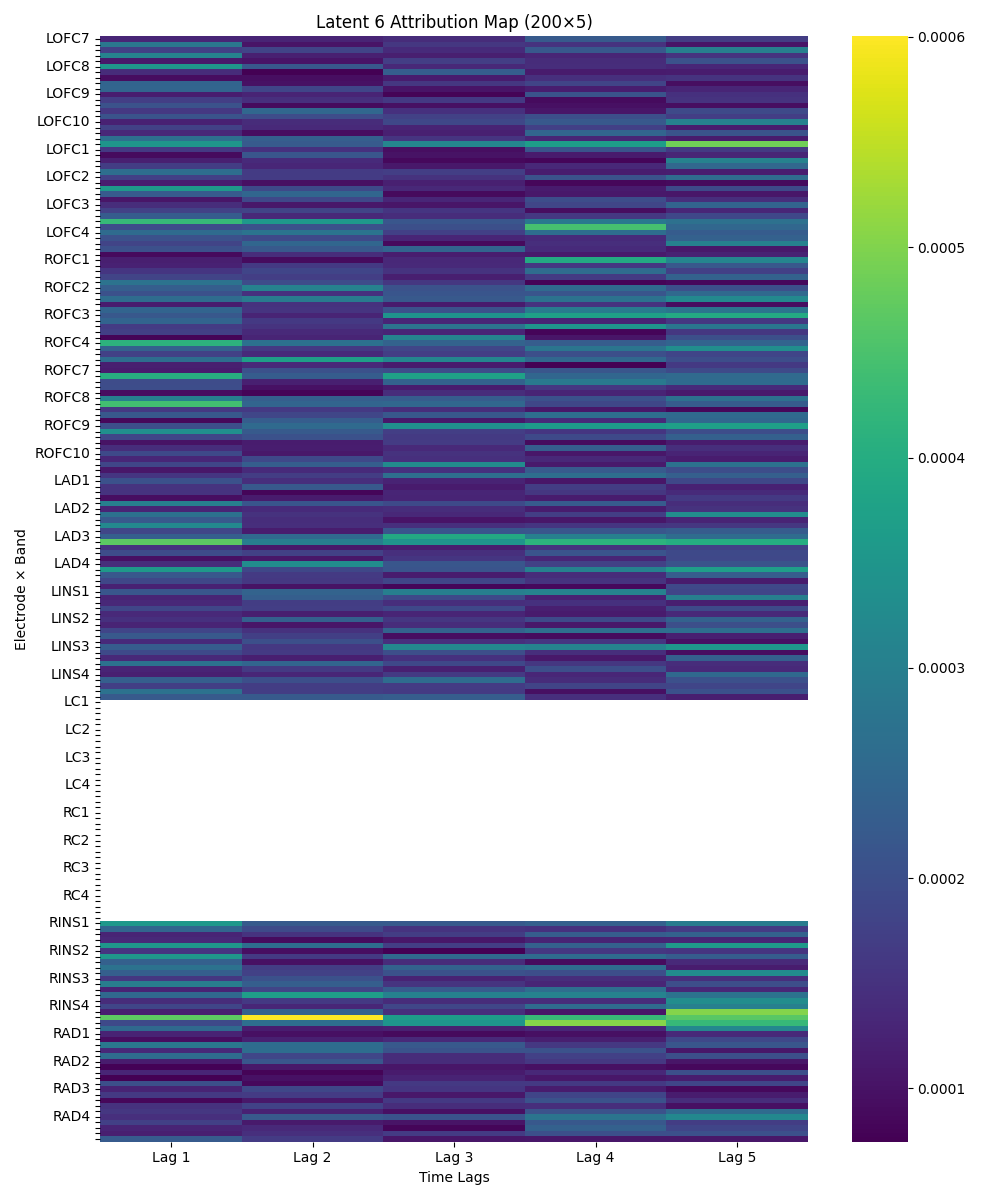 Latent 6 Attribution Map (200×5)
Electrode × Band
LOFC7
LOFC8
LOFC9
LOFC10
LOFC1
LOFC2
LOFC3
LOFC4
ROFC1
ROFC2
ROFC3
ROFC4
ROFC7
ROFC8
ROFC9
ROFC10
LAD1
LAD2
LAD3
LAD4
LINS1
LINS2
LINS3
LINS4
LC1
LC2
LC3
LC4
RC1
RC2
RC3
RC4
RINS1
RINS2
RINS3
RINS4
RAD1
RAD2
RAD3
RAD4
Lag 1 Lag 2 Lag 3 Lag 4 Lag 5
Time Lags
0.0006
0.0005
0.0004
0.0003
0.0002
0.0001